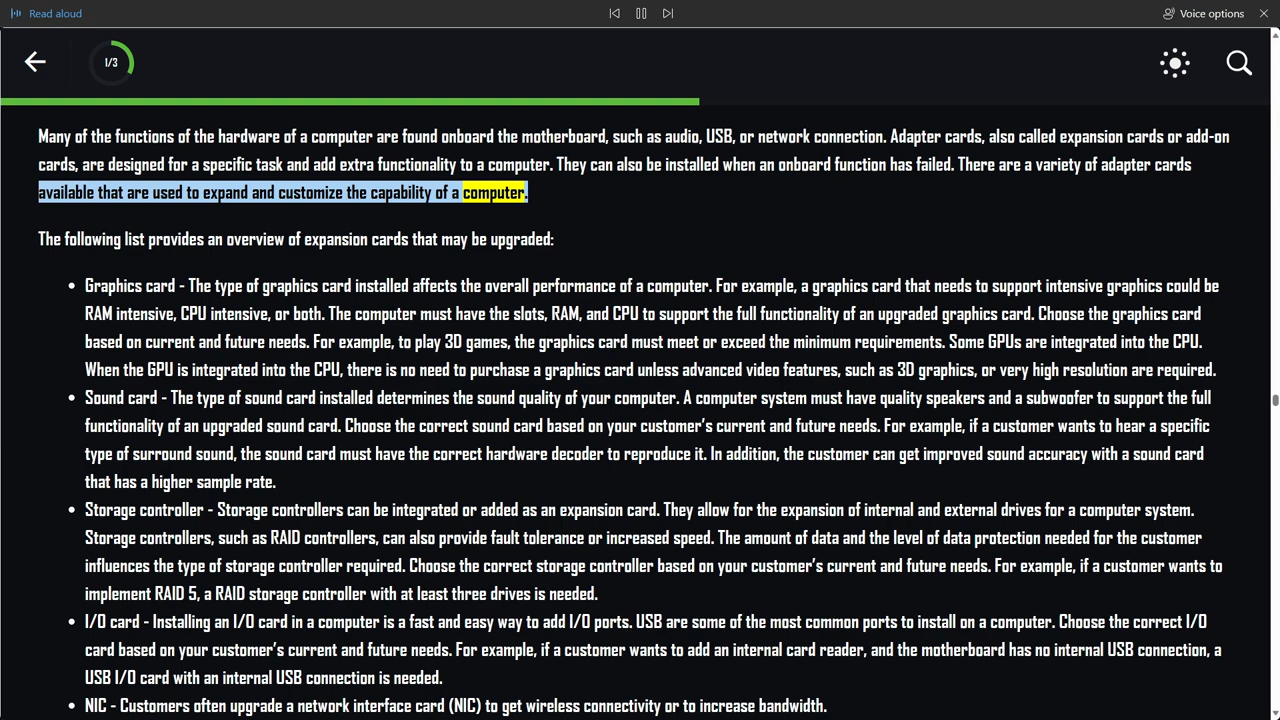 Read aloud
Voice options
1/3
Many of the functions of the hardware of a computer are found onboard the motherboard, such as audio, USB, or network connection. Adapter cards, also called expansion cards or add-on
cards, are designed for a specific task and add extra functionality to a computer. They can also be installed when an onboard function has failed. There are a variety of adapter cards
available that are used to expand and customize the capability of a computer.
The following list provides an overview of expansion cards that may be upgraded:
• Graphics card - The type of graphics card installed affects the overall performance of a computer. For example, a graphics card that needs to support intensive graphics could be
RAM intensive, CPU intensive, or both. The computer must have the slots, RAM, and CPU to support the full functionality of an upgraded graphics card. Choose the graphics card
based on current and future needs. For example, to play 3D games, the graphics card must meet or exceed the minimum requirements. Some GPUs are integrated into the CPU.
When the GPU is integrated into the CPU, there is no need to purchase a graphics card unless advanced video features, such as 3D graphics, or very high resolution are required.
• Sound card - The type of sound card installed determines the sound quality of your computer. A computer system must have quality speakers and a subwoofer to support the full
functionality of an upgraded sound card. Choose the correct sound card based on your customer's current and future needs. For example, if a customer wants to hear a specific
type of surround sound, the sound card must have the correct hardware decoder to reproduce it. In addition, the customer can get improved sound accuracy with a sound card
that has a higher sample rate.
• Storage controller - Storage controllers can be integrated or added as an expansion card. They allow for the expansion of internal and external drives for a computer system.
Storage controllers, such as RAID controllers, can also provide fault tolerance or increased speed. The amount of data and the level of data protection needed for the customer
influences the type of storage controller required. Choose the correct storage controller based on your customer's current and future needs. For example, if a customer wants to
implement RAID 5, a RAID storage controller with at least three drives is needed.
• I/O card - Installing an I/O card in a computer is a fast and easy way to add I/O ports. USB are some of the most common ports to install on a computer. Choose the correct I/O
card based on your customer's current and future needs. For example, if a customer wants to add an internal card reader, and the motherboard has no internal USB connection, a
USB I/O card with an internal USB connection is needed.
• NIC - Customers often upgrade a network interface card (NIC) to get wireless connectivity or to increase bandwidth.